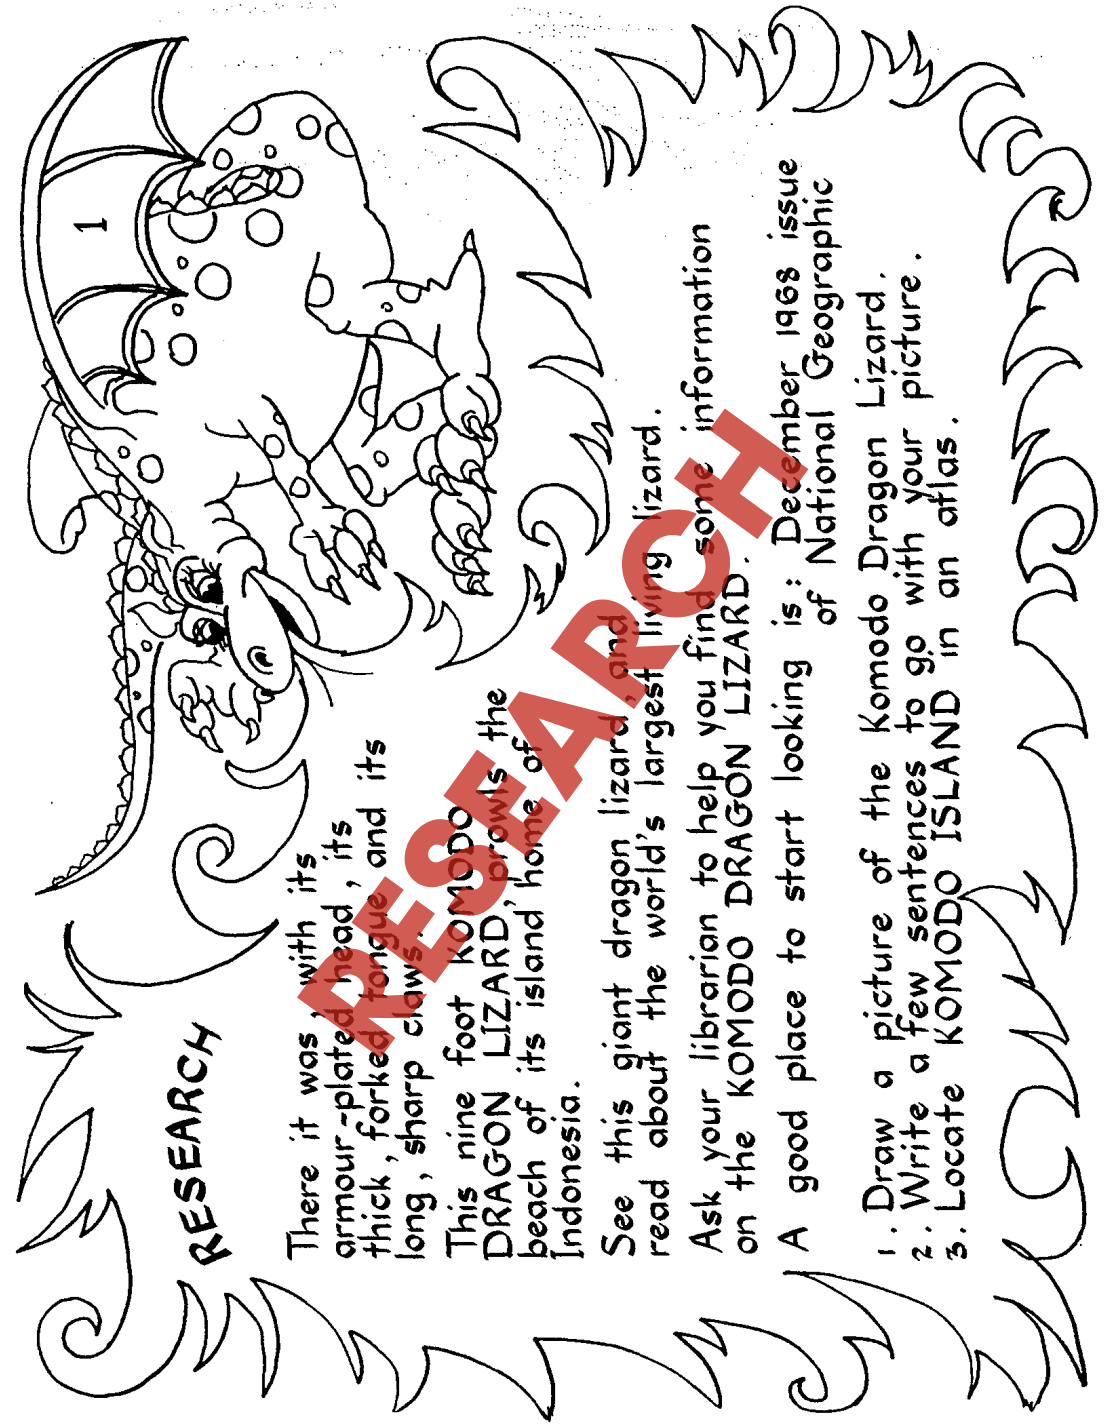 1
RESEARCH
There it was, with its
armour-plated head, its
thick, forked tongue and its
long, sharp claws.
This nine foot KOMODO
DRAGON LIZARD, prowls the
beach of its island home of
Indonesia.
See this giant dragon lizard, and
read about the world's largest living lizard.
Ask your librarian to help you find some information
on the KOMODO DRAGON LIZARD.
A good place to start looking is: December 1968 issue
of National Geographic
1. Draw a picture of the Komodo Dragon Lizard.
2. Write a few sentences to go with your picture.
3. Locate KOMODO ISLAND in an atlas.
RESEARCH